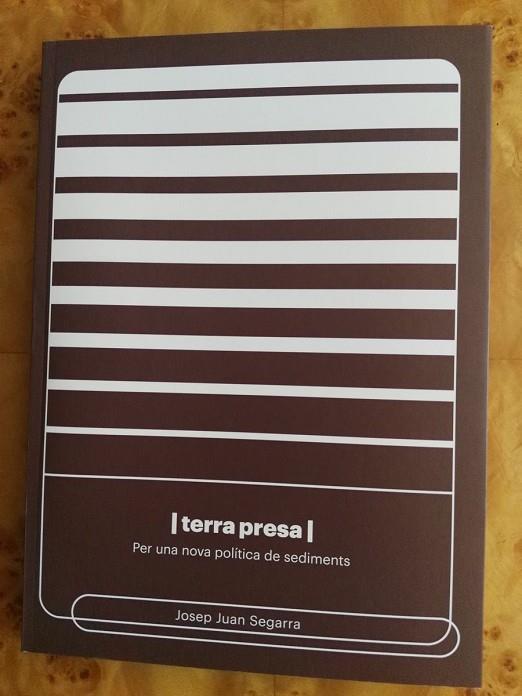 | terra presa |
Per una nova política de sediments
Josep Juan Segarra